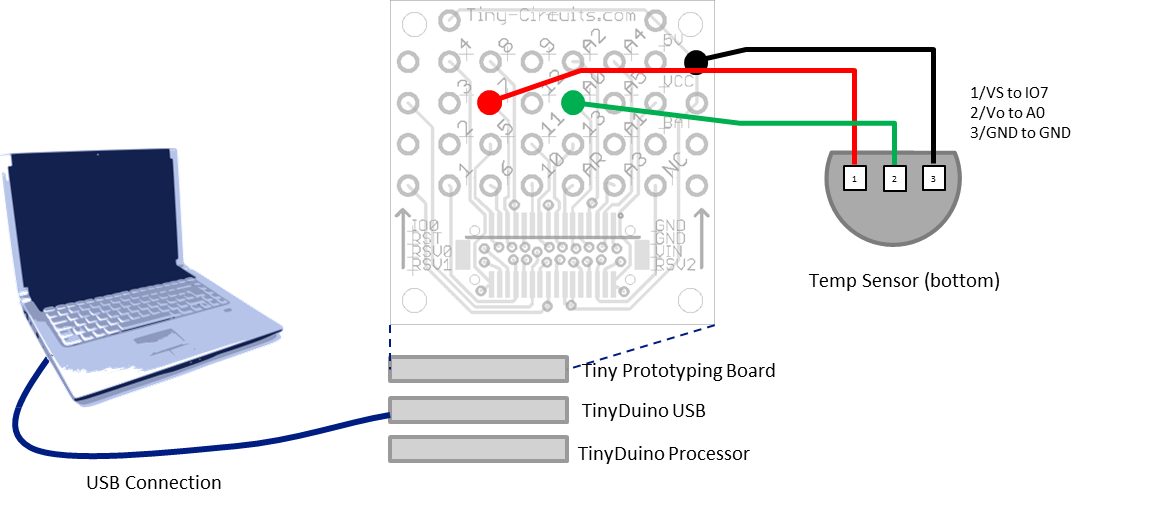 Tiny-Circuits.com
4
8
9
A2
A4
5V
3
7
12
A0
A5
VCC
2
5
11
13
A1
BAT
1
6
10
AR
A3
NC
IO0
RST
RSV0
RSV1
GND
GND
VIN
RSV2
1/VS to IO7
2/Vo to A0
3/GND to GND
1
2
3
Temp Sensor (bottom)
Tiny Prototyping Board
TinyDuino USB
TinyDuino Processor
USB Connection